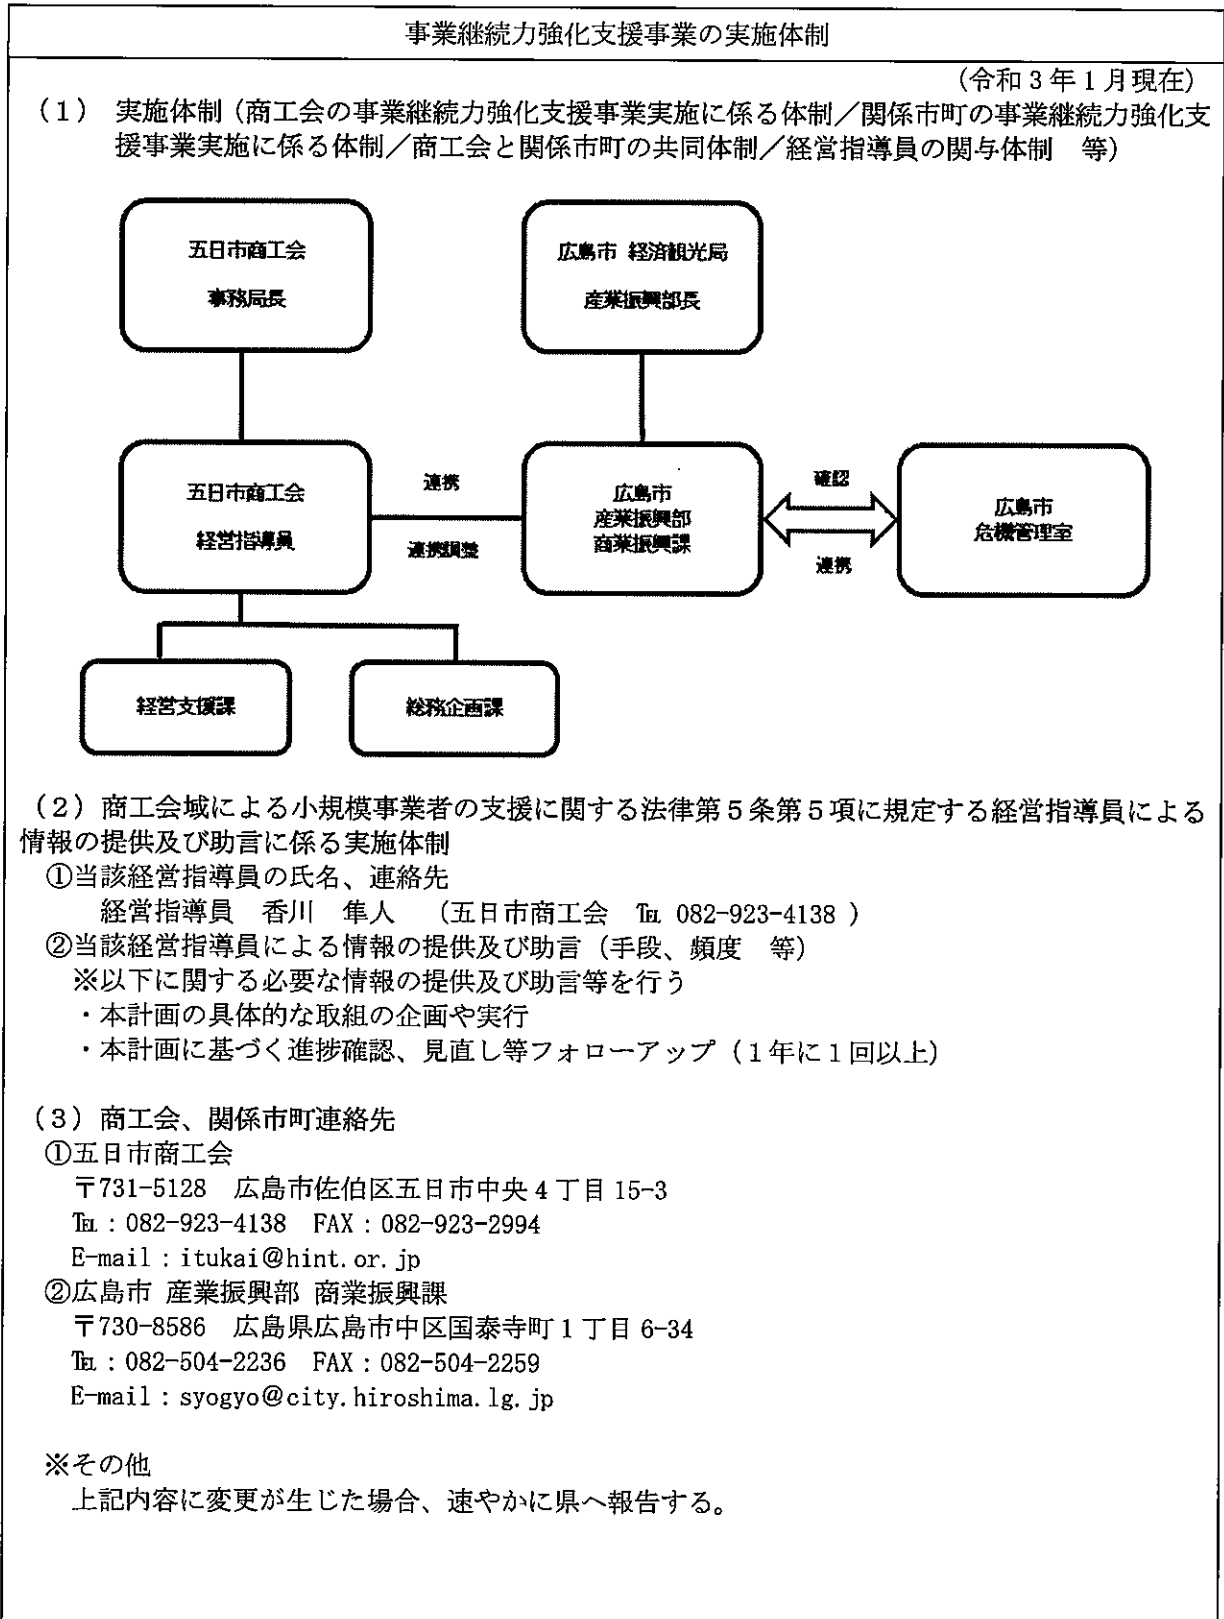 事業継続力強化支援事業の実施体制
(令和3年1月現在)
(1) 実施体制(商工会の事業継続力強化支援事業実施に係る体制/関係市町の事業継続力強化支
援事業実施に係る体制/商工会と関係市町の共同体制/経営指導員の関与体制 等)
五日市商工会
事務局長
広島市 経済観光局
産業振興部長
五日市商工会
経営指導員
連携
連携調整
広島市
産業振興部
商業振興課
確認
連携
広島市
危機管理室
経営支援課
総務企画課
(2)商工会域による小規模事業者の支援に関する法律第5条第5項に規定する経営指導員による
情報の提供及び助言に係る実施体制
①当該経営指導員の氏名、連絡先
経営指導員 香川 隼人 (五日市商工会 ℡ 082-923-4138 )
②当該経営指導員による情報の提供及び助言(手段、頻度 等)
※以下に関する必要な情報の提供及び助言等を行う
・本計画の具体的な取組の企画や実行
・本計画に基づく進捗確認、見直し等フォローアップ(1年に1回以上)
(3)商工会、関係市町連絡先
①五日市商工会
〒731-5128 広島市佐伯区五日市中央4丁目15-3
℡:082-923-4138 FAX:082-923-2994
E-mail:itukai@hint.or.jp
②広島市 産業振興部 商業振興課
〒730-8586 広島県広島市中区国泰寺町1丁目6-34
℡:082-504-2236 FAX:082-504-2259
E-mail:syogyo@city.hiroshima.lg.jp
※その他
上記内容に変更が生じた場合、速やかに県へ報告する。